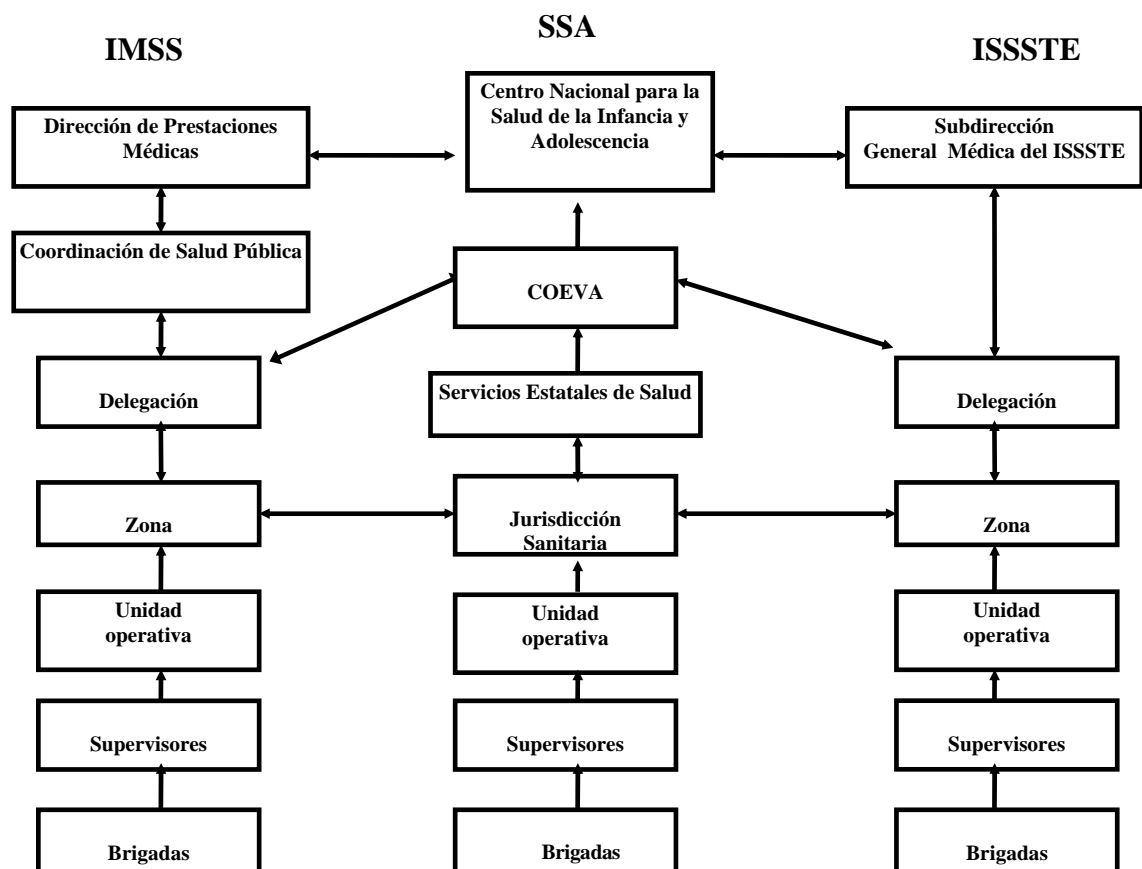 IMSS
SSA
ISSSTE
Dirección de Prestaciones
Médicas
Centro Nacional para la
Salud de la Infancia y
Adolescencia
Subdirección
General  Médica del ISSSTE
Coordinación de Salud Pública
COEVA
Delegación
Servicios Estatales de Salud
Delegación
Zona
Jurisdicción
Sanitaria
Zona
Unidad
operativa
Unidad
operativa
Unidad
operativa
Supervisores
Supervisores
Supervisores
Brigadas
Brigadas
Brigadas